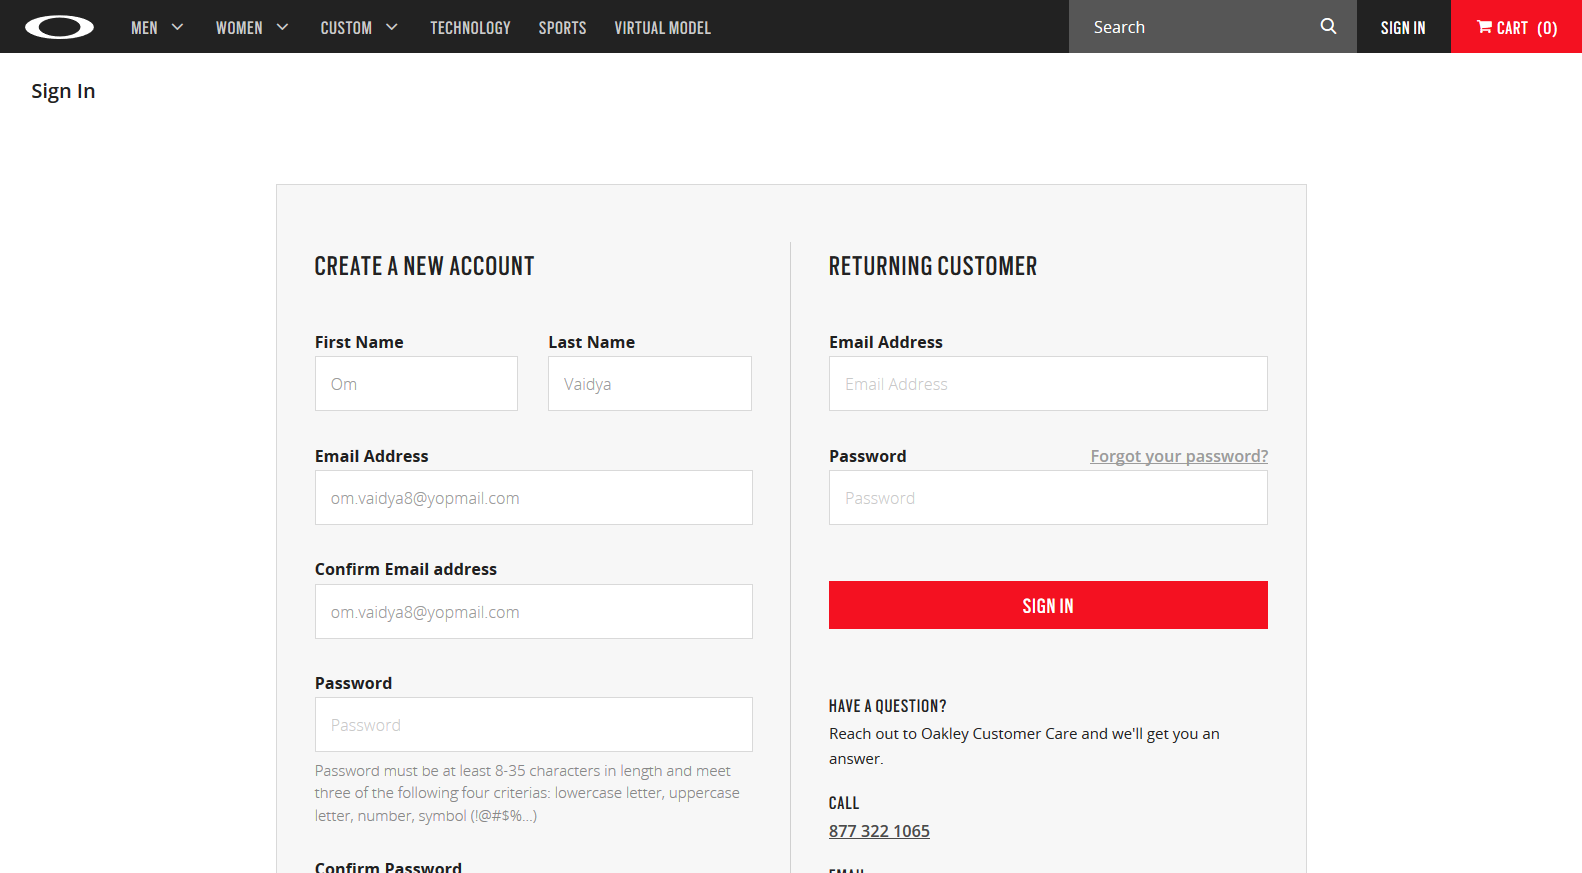 MEN WOMEN CUSTOM TECHNOLOGY SPORTS VIRTUAL MODEL Search SIGN IN CART (0)
Sign In
CREATE A NEW ACCOUNT
First Name Last Name
Om Vaidya
Email Address
om.vaidya8@yopmail.com
Confirm Email address
om.vaidya8@yopmail.com
Password
Password
Password must be at least 8-35 characters in length and meet
three of the following four criterias: lowercase letter, uppercase
letter, number, symbol (!@#$%...)
Confirm Password
RETURNING CUSTOMER
Email Address
Email Address
Password Forgot your password?
Password
SIGN IN
HAVE A QUESTION?
Reach out to Oakley Customer Care and we'll get you an
answer.
CALL
877 322 1065
EMAIL